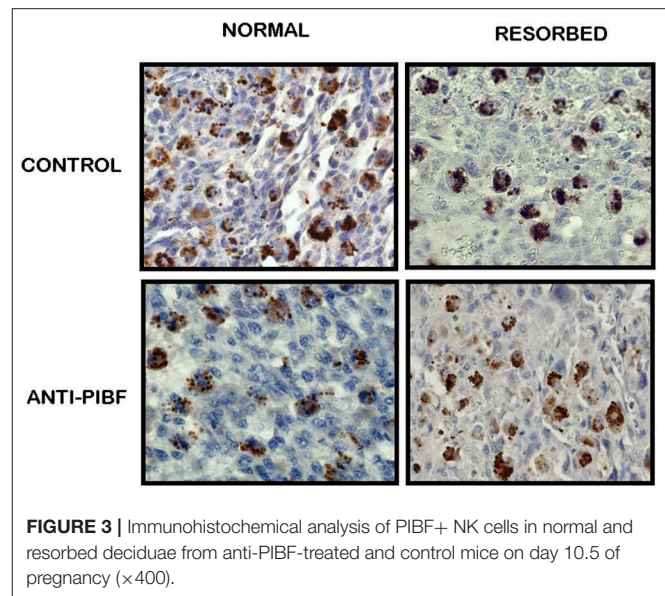 NORMAL
RESORBED
CONTROL
ANTI-PIBF
FIGURE 3 | Immunohistochemical analysis of PIBF+ NK cells in normal and
resorbed deciduae from anti-PIBF-treated and control mice on day 10.5 of
pregnancy (×400).